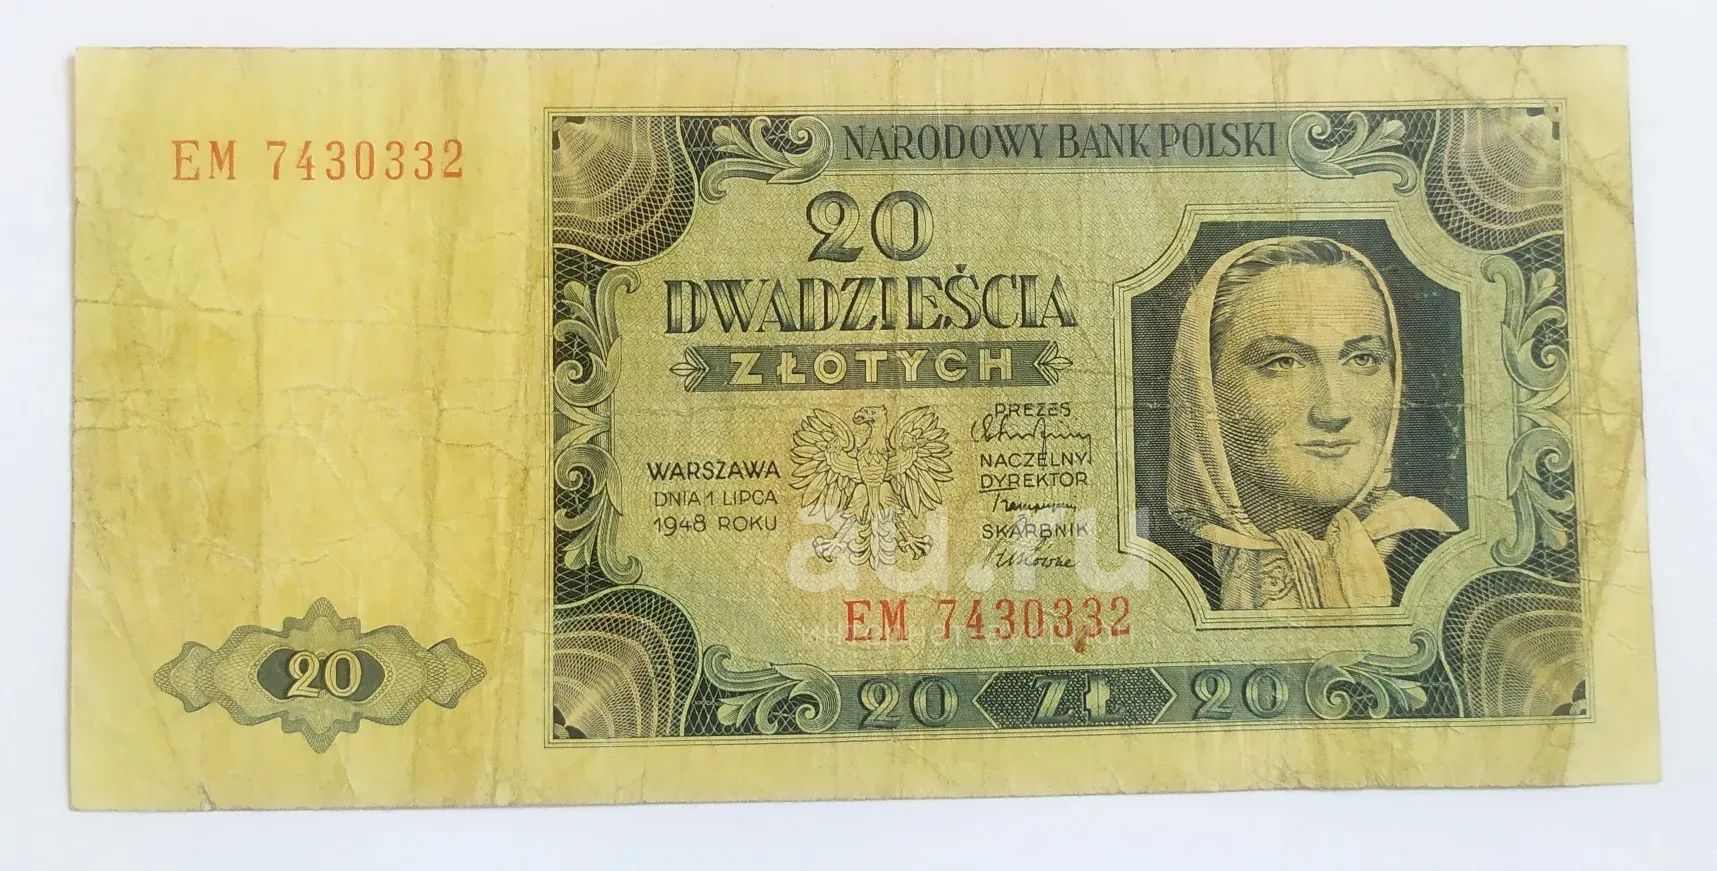 EM 7430332
NARODOWY BANK POLSKI
20
DWADZIEŚCIA
ZŁOTYCH
PREZES
NACZELNY
DYREKTOR
SKARBNIK
WARSZAWA
DNIA 1 LIPCA
1948 ROKU
au.ru
EM 7430332
20
20 ZŁ 20